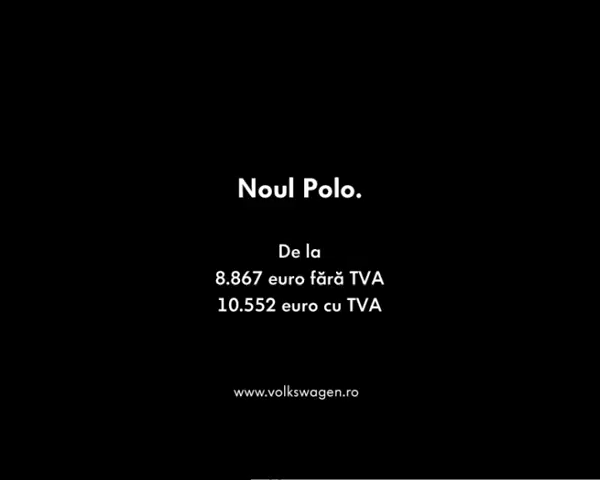 Noul Polo.
De la
8.867 euro fără TVA
10.552 euro cu TVA
www.volkswagen.ro